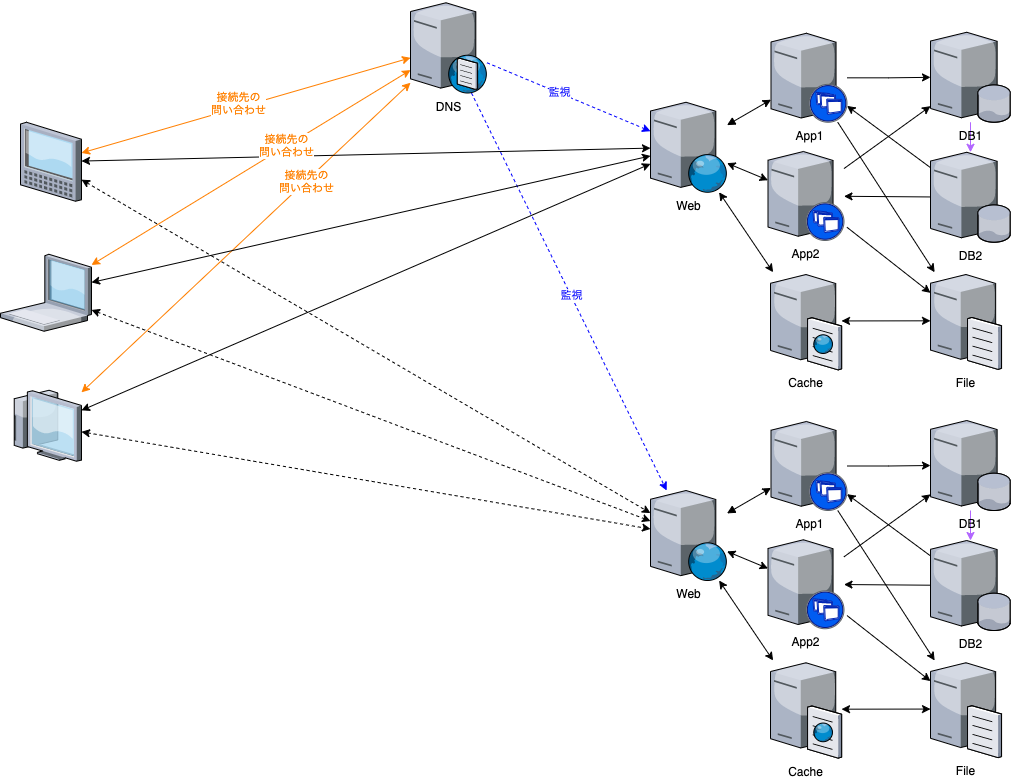 DNS
接続先の
問い合わせ
接続先の
問い合わせ
接続先の
問い合わせ
監視
監視
Web
App1
DB1
App2
DB2
Cache
File
Web
App1
DB1
App2
DB2
Cache
File